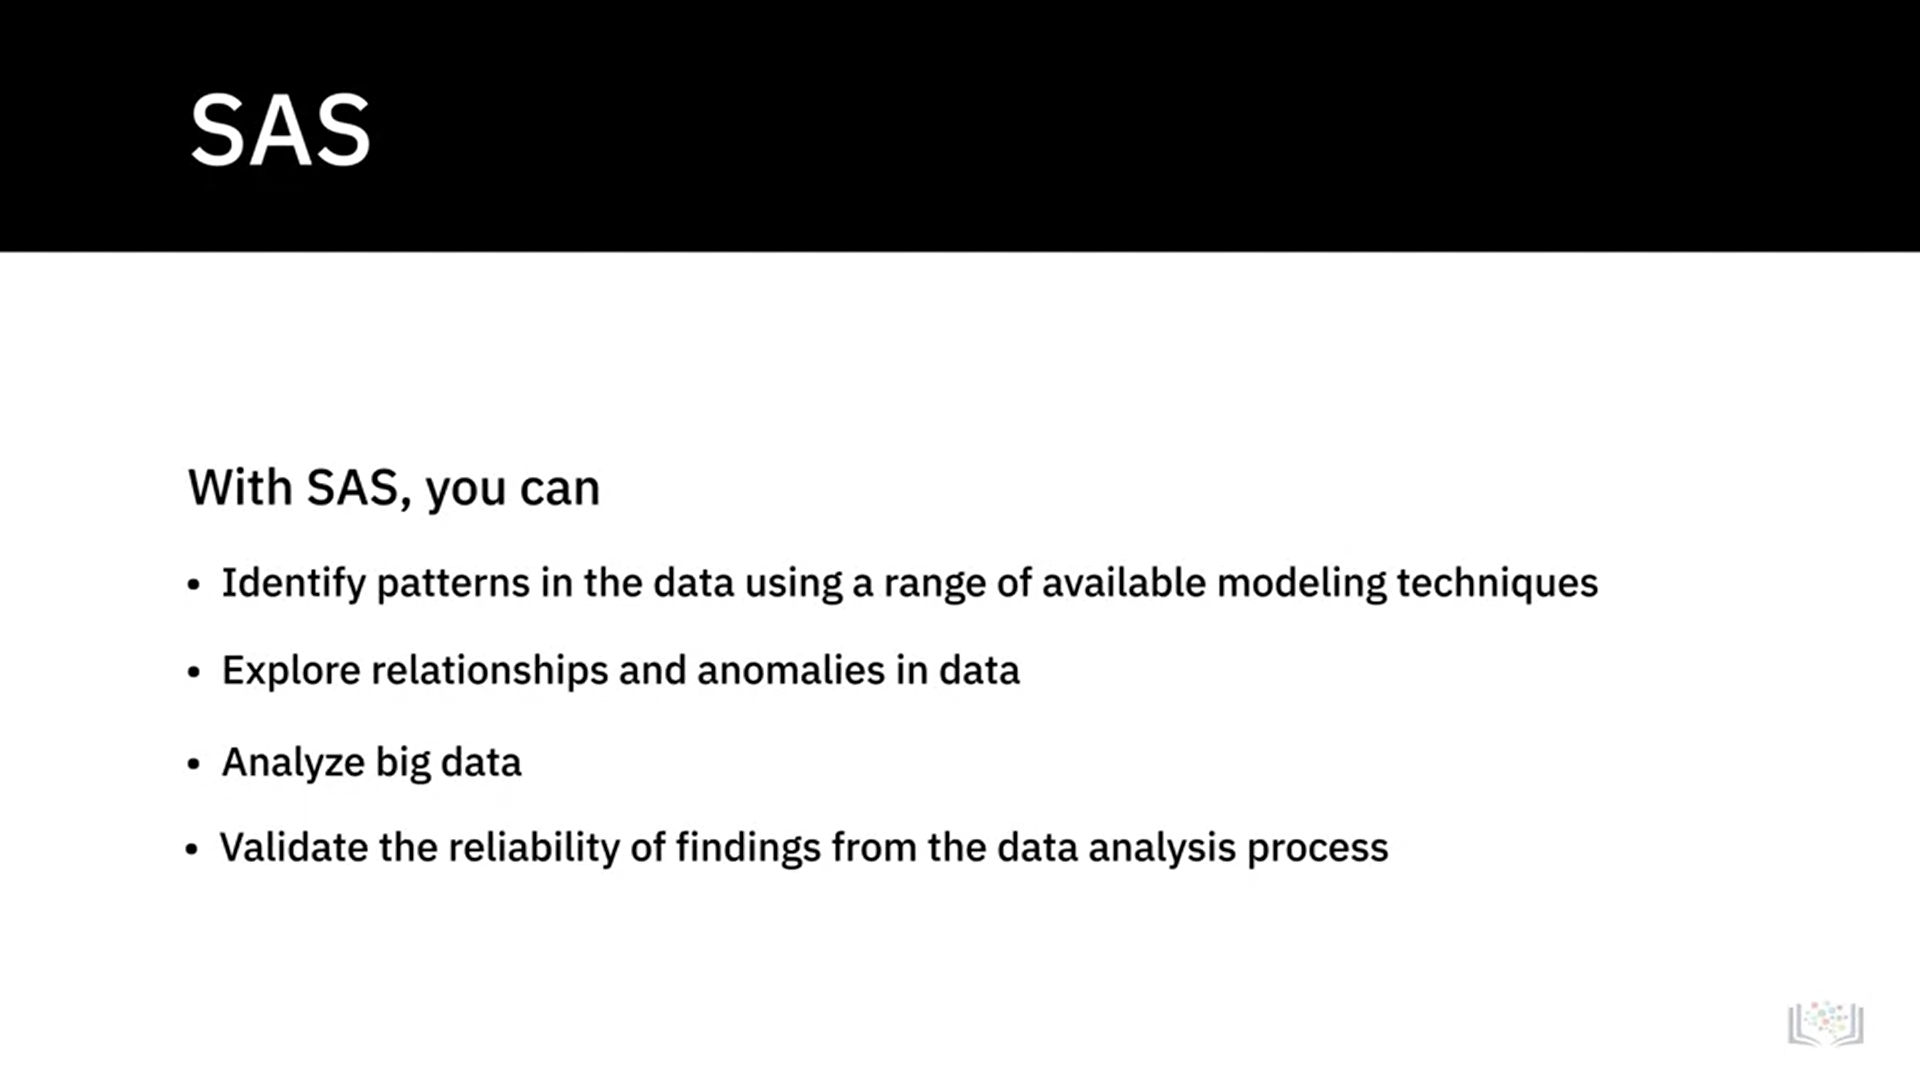 SAS
With SAS, you can
• Identify patterns in the data using a range of available modeling techniques
• Explore relationships and anomalies in data
• Analyze big data
• Validate the reliability of findings from the data analysis process